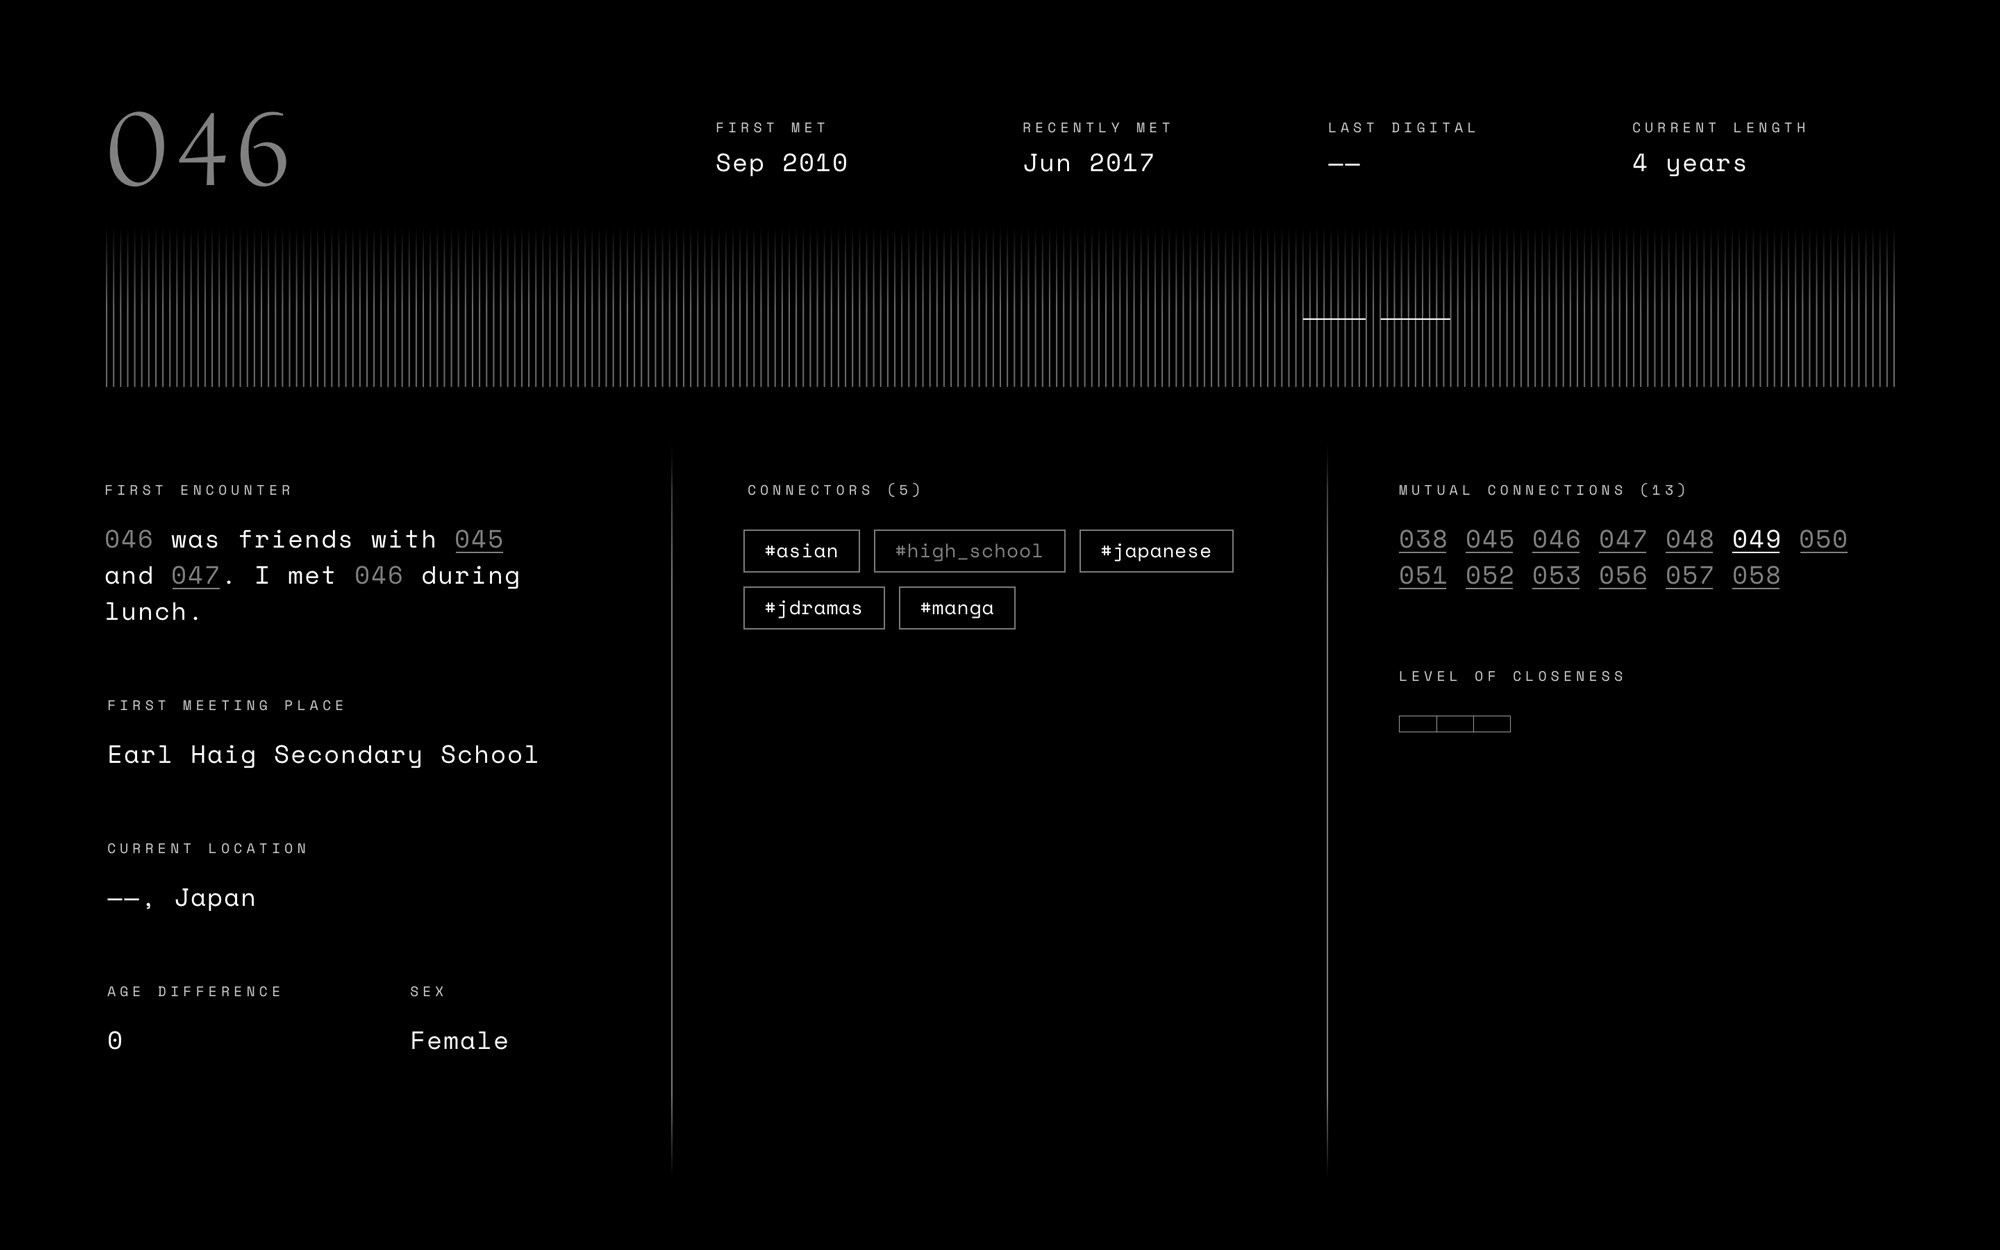 046
FIRST MET
Sep 2010
RECENTLY MET
Jun 2017
LAST DIGITAL
——
CURRENT LENGTH
4 years
FIRST ENCOUNTER
046 was friends with 045
and 047. I met 046 during
lunch.
FIRST MEETING PLACE
Earl Haig Secondary School
CURRENT LOCATION
——, Japan
AGE DIFFERENCE
0
SEX
Female
CONNECTORS (5)
#asian #high_school #japanese
#jdramas #manga
MUTUAL CONNECTIONS (13)
038 045 046 047 048 049 050
051 052 053 056 057 058
LEVEL OF CLOSENESS